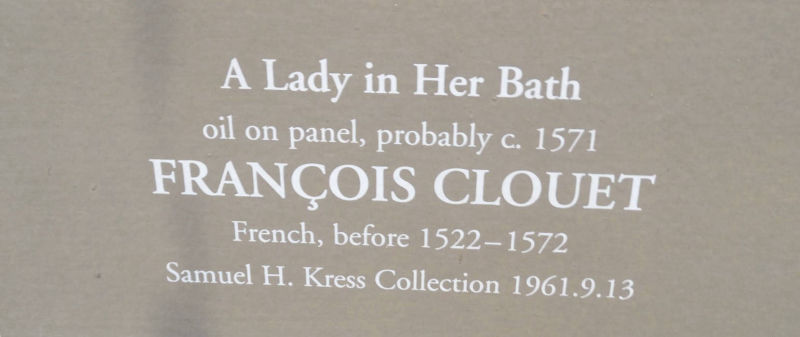 A Lady in Her Bath
oil on panel, probably c. 1571
FRANÇOIS CLOUET
French, before 1522–1572
Samuel H. Kress Collection 1961.9.13